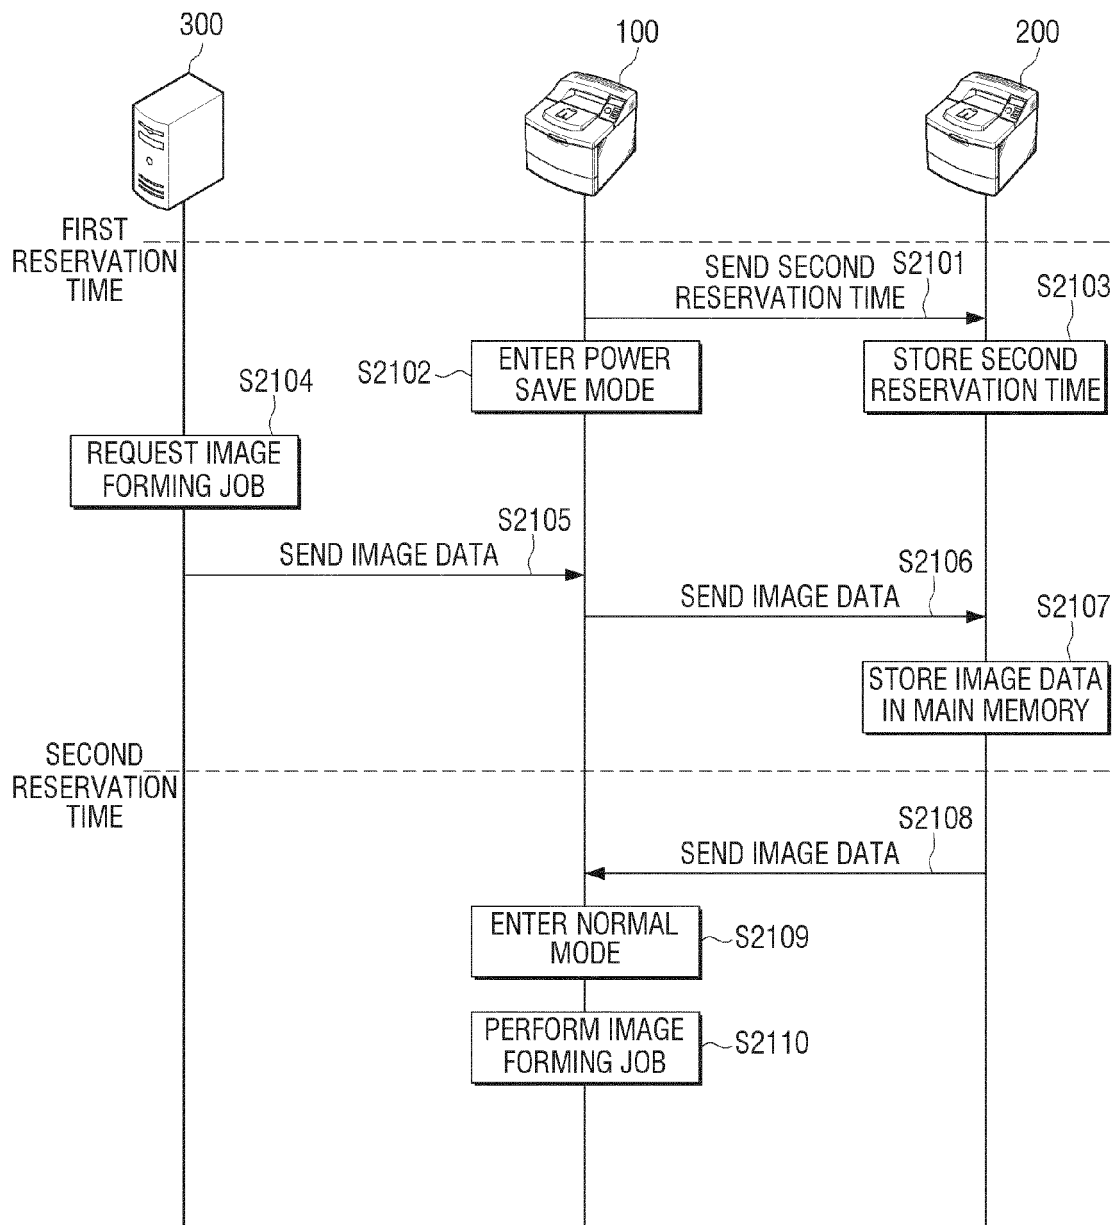 300
100
200
FIRST
RESERVATION
TIME
SEND SECOND
RESERVATION TIME
S2101
S2103
S2102
ENTER POWER
SAVE MODE
STORE SECOND
RESERVATION TIME
S2104
REQUEST IMAGE
FORMING JOB
S2105
SEND IMAGE DATA
S2106
SEND IMAGE DATA
S2107
STORE IMAGE DATA
IN MAIN MEMORY
SECOND
RESERVATION
TIME
S2108
SEND IMAGE DATA
ENTER NORMAL
MODE
S2109
PERFORM IMAGE
FORMING JOB
S2110